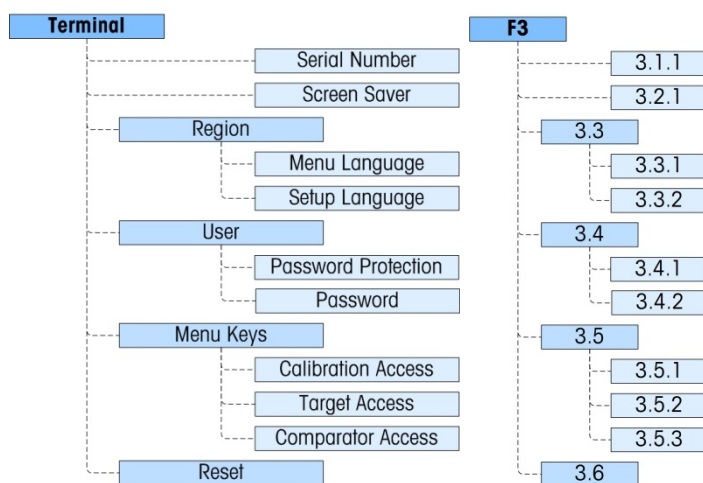 Terminal
Serial Number
Screen Saver
Region
Menu Language
Setup Language
User
Password Protection
Password
Menu Keys
Calibration Access
Target Access
Comparator Access
Reset
F3
3.1.1
3.2.1
3.3
3.3.1
3.3.2
3.4
3.4.1
3.4.2
3.5
3.5.1
3.5.2
3.5.3
3.6